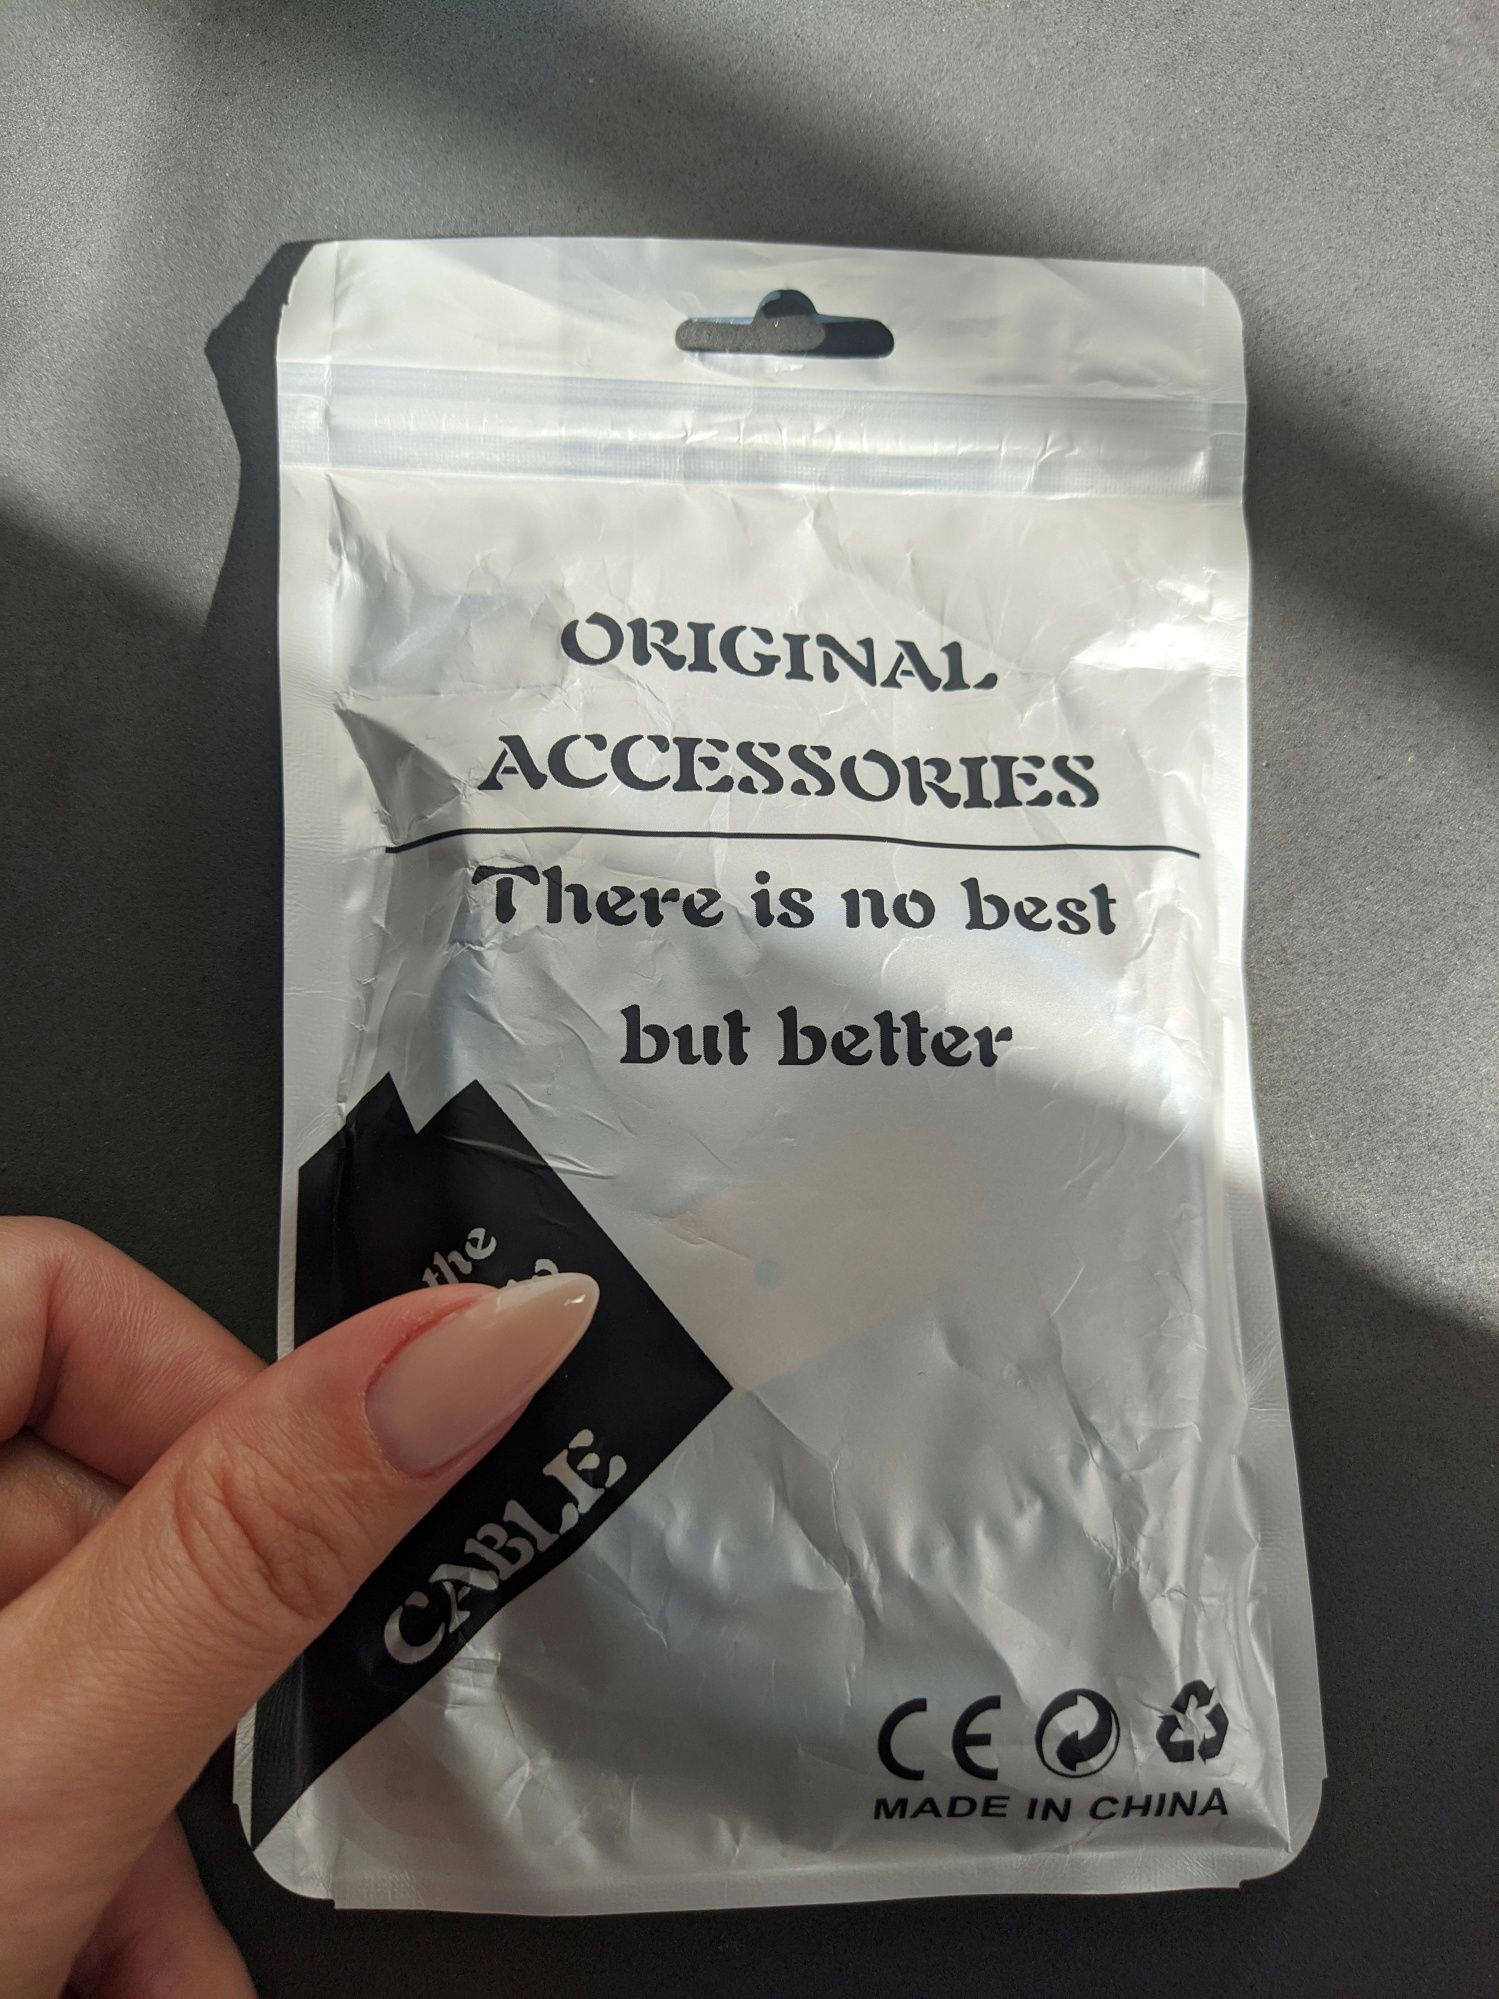 ORIGINAL
ACCESSORIES
There is no best
but better
the
CABLE
CE
MADE IN CHINA